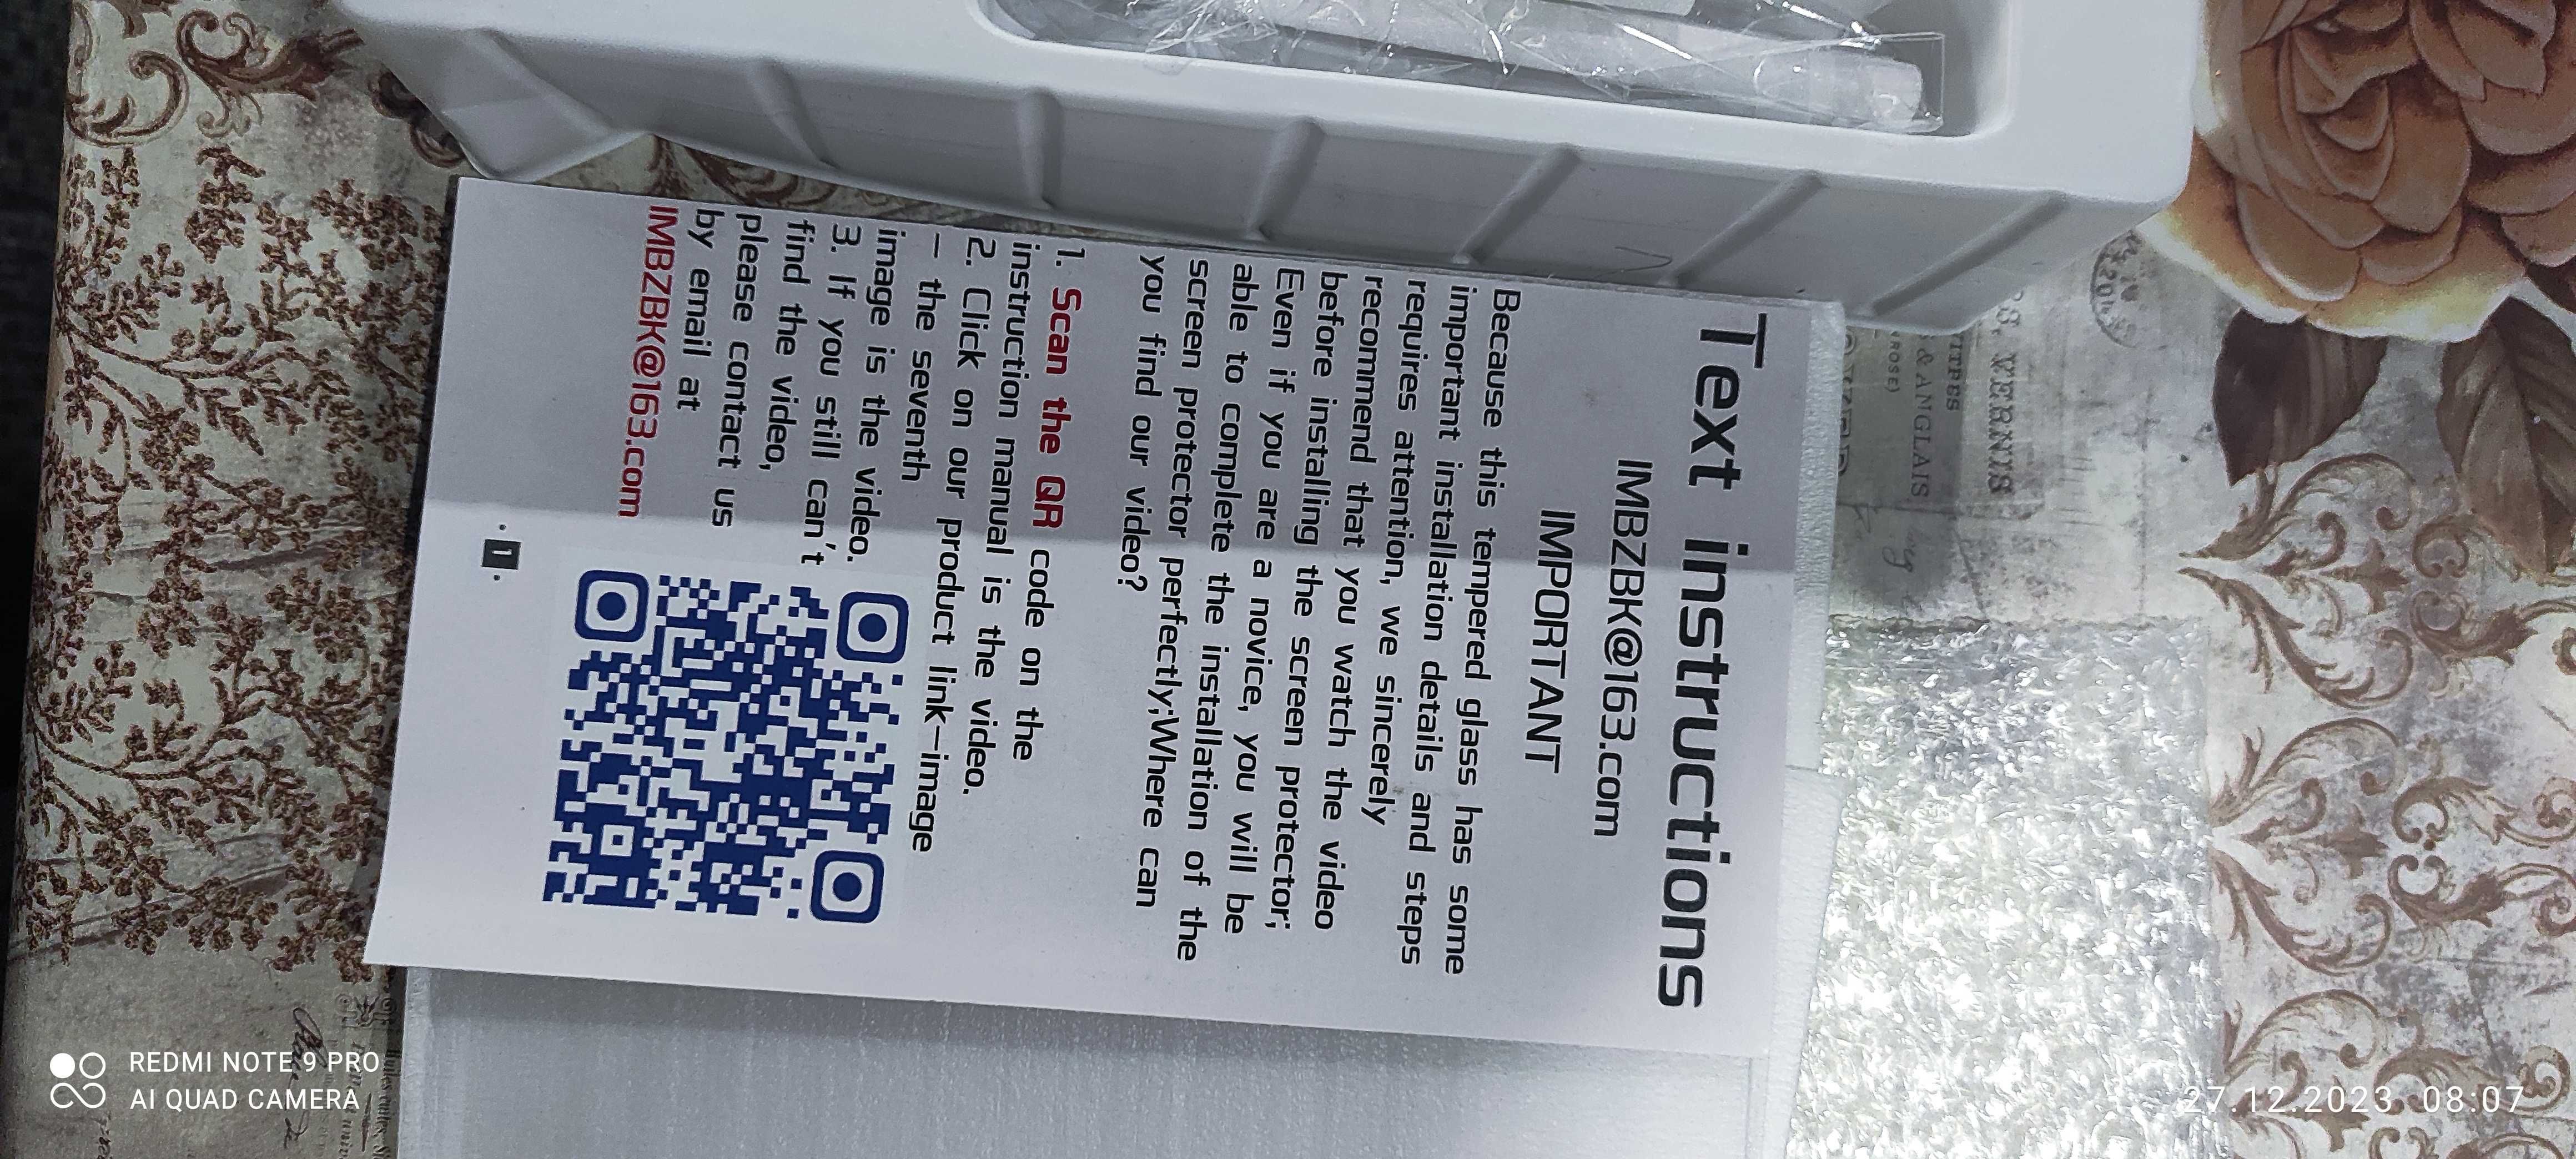 Text instructions
IMBZBK@163.com
IMPORTANT
Because this tempered glass has some
important installation details and steps
requires attention, we sincerely
recommend that you watch the video
before installing the screen protector;
Even if you are a novice, you will be
able to complete the installation of the
screen protector perfectly;Where can
you find our video?
1. Scan the QR code on the
instruction manual is the video.
2. Click on our product link—image
— the seventh
image is the video.
3. If you still can't
find the video,
please contact us
by email at
IMBZBK@163.com
·1·
VERNIS
& ANGLAIS
ROSE)
REDMI NOTE 9 PRO
AI QUAD CAMERA
27.12.2023 08:07